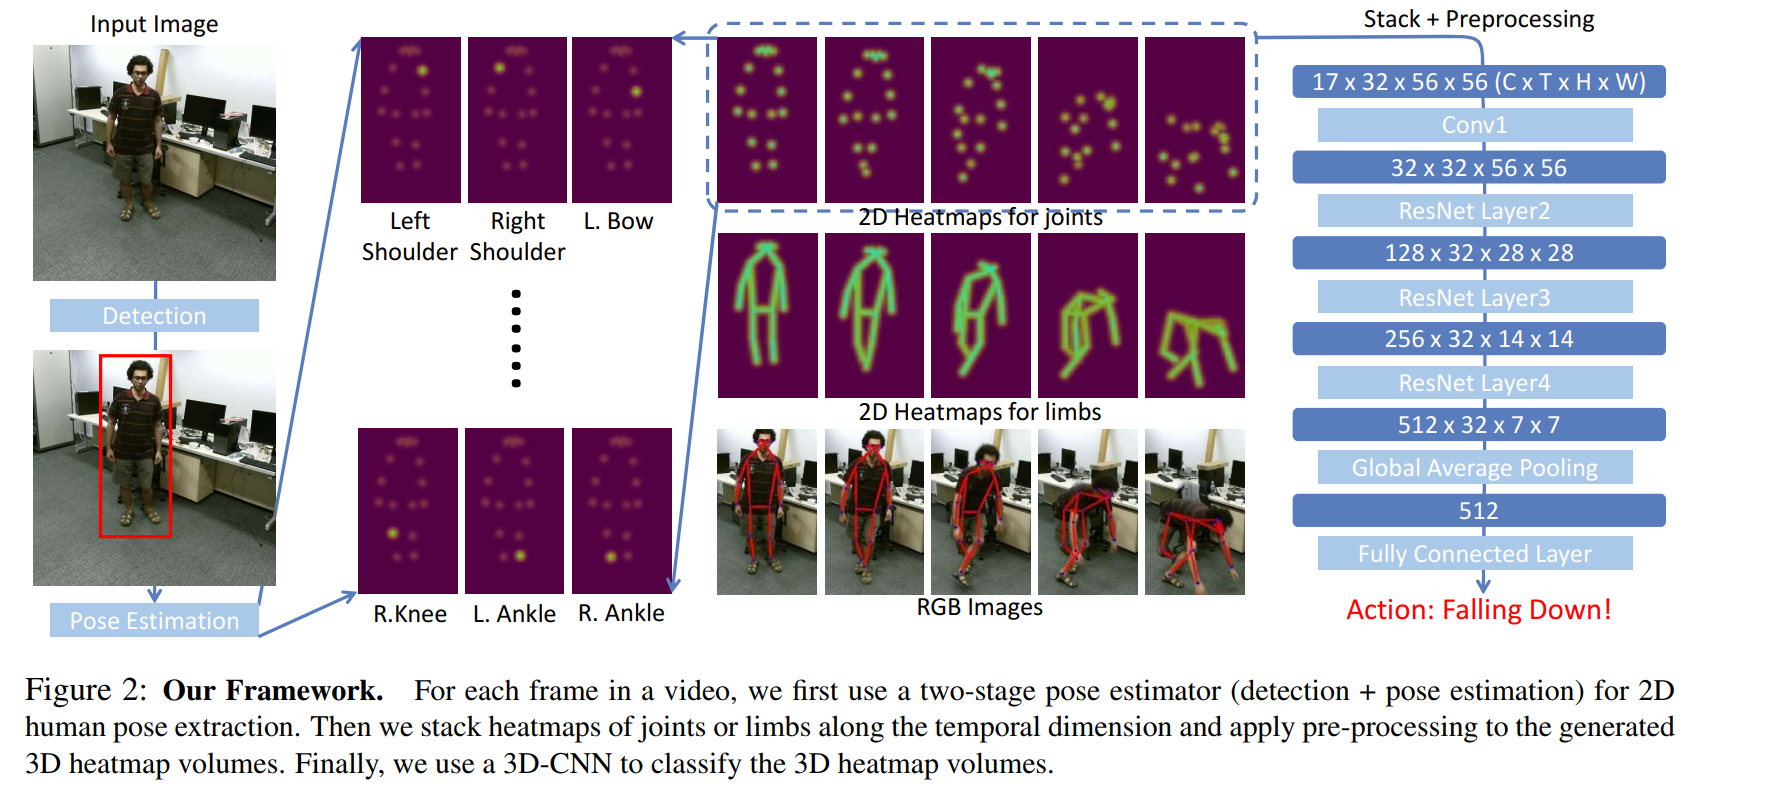 Input Image
Detection
Pose Estimation
Left
Shoulder
Right
Shoulder
L. Bow
R.Knee
L. Ankle
R. Ankle
2D Heatmaps for joints
2D Heatmaps for limbs
RGB Images
Stack + Preprocessing
17 x 32 x 56 x 56 (C x T x H x W)
Conv1
32 x 32 x 56 x 56
ResNet Layer2
128 x 32 x 28 x 28
ResNet Layer3
256 x 32 x 14 x 14
ResNet Layer4
512 x 32 x 7 x 7
Global Average Pooling
512
Fully Connected Layer
Action: Falling Down!
Figure 2: Our Framework. For each frame in a video, we first use a two-stage pose estimator (detection + pose estimation) for 2D
human pose extraction. Then we stack heatmaps of joints or limbs along the temporal dimension and apply pre-processing to the generated
3D heatmap volumes. Finally, we use a 3D-CNN to classify the 3D heatmap volumes.